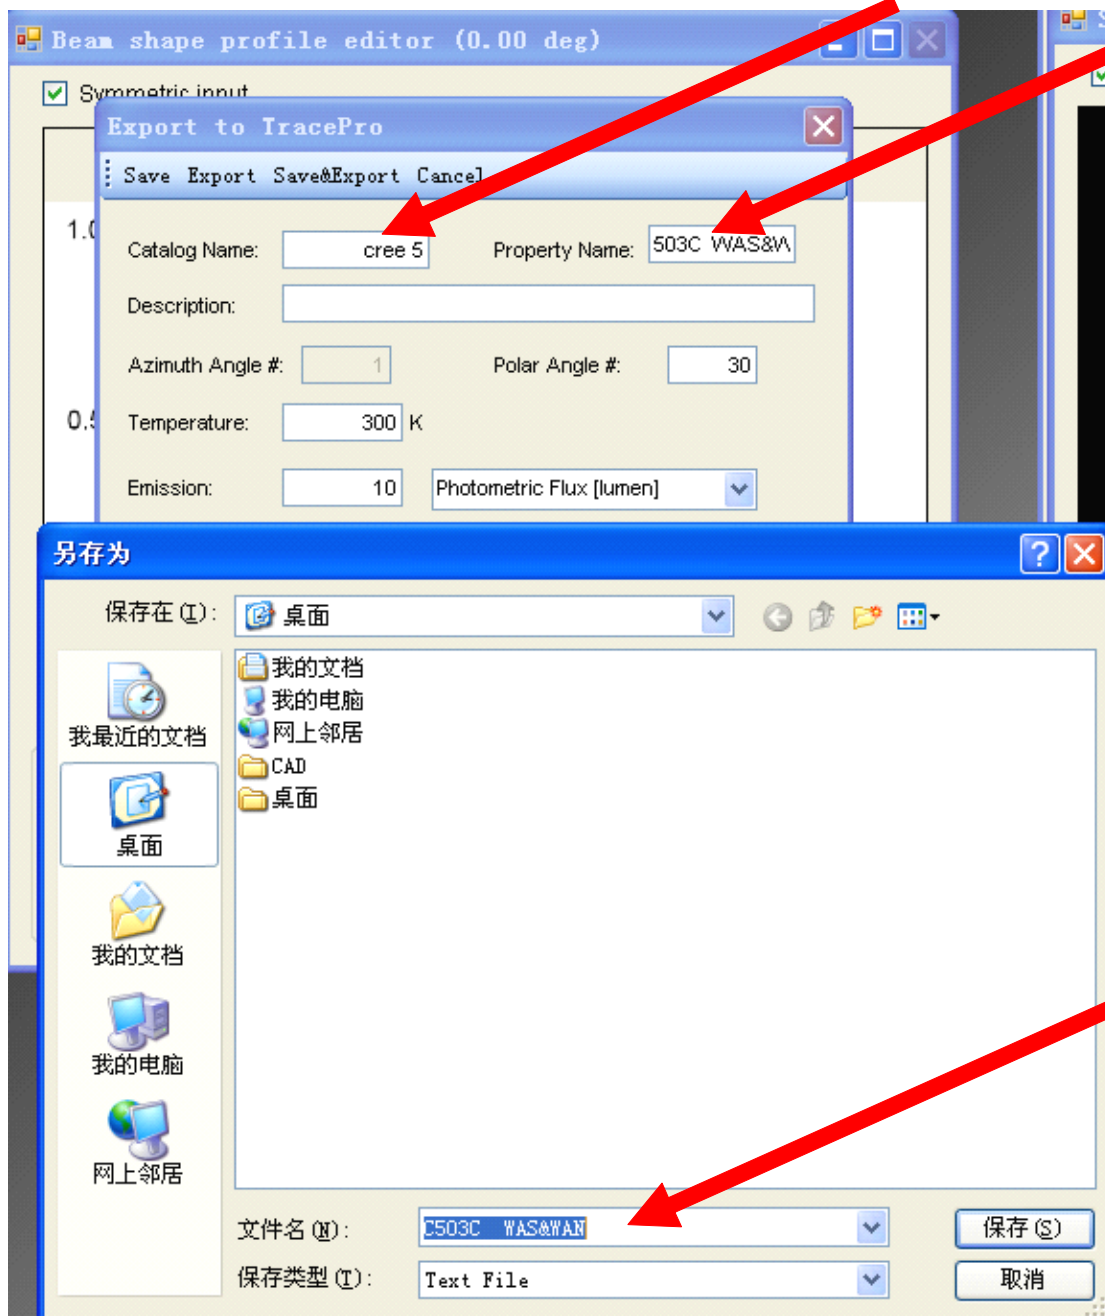 Beam shape profile editor (0.00 deg)
Symmetric input
Export to TracePro
Save Export Save&Export Cancel
1.0
Catalog Name: cree 5 Property Name: 503C WAS&W
Description:
Azimuth Angle #: 1 Polar Angle #: 30
0.5
Temperature: 300 K
Emission: 10 Photometric Flux [lumen]
另存为
保存在(I): 桌面
我最近的文档
桌面
我的文档
我的电脑
网上邻居
我的文档
我的电脑
网上邻居
CAD
桌面
文件名(N): C503C WAS&WAN 保存(S)
保存类型(T): Text File 取消